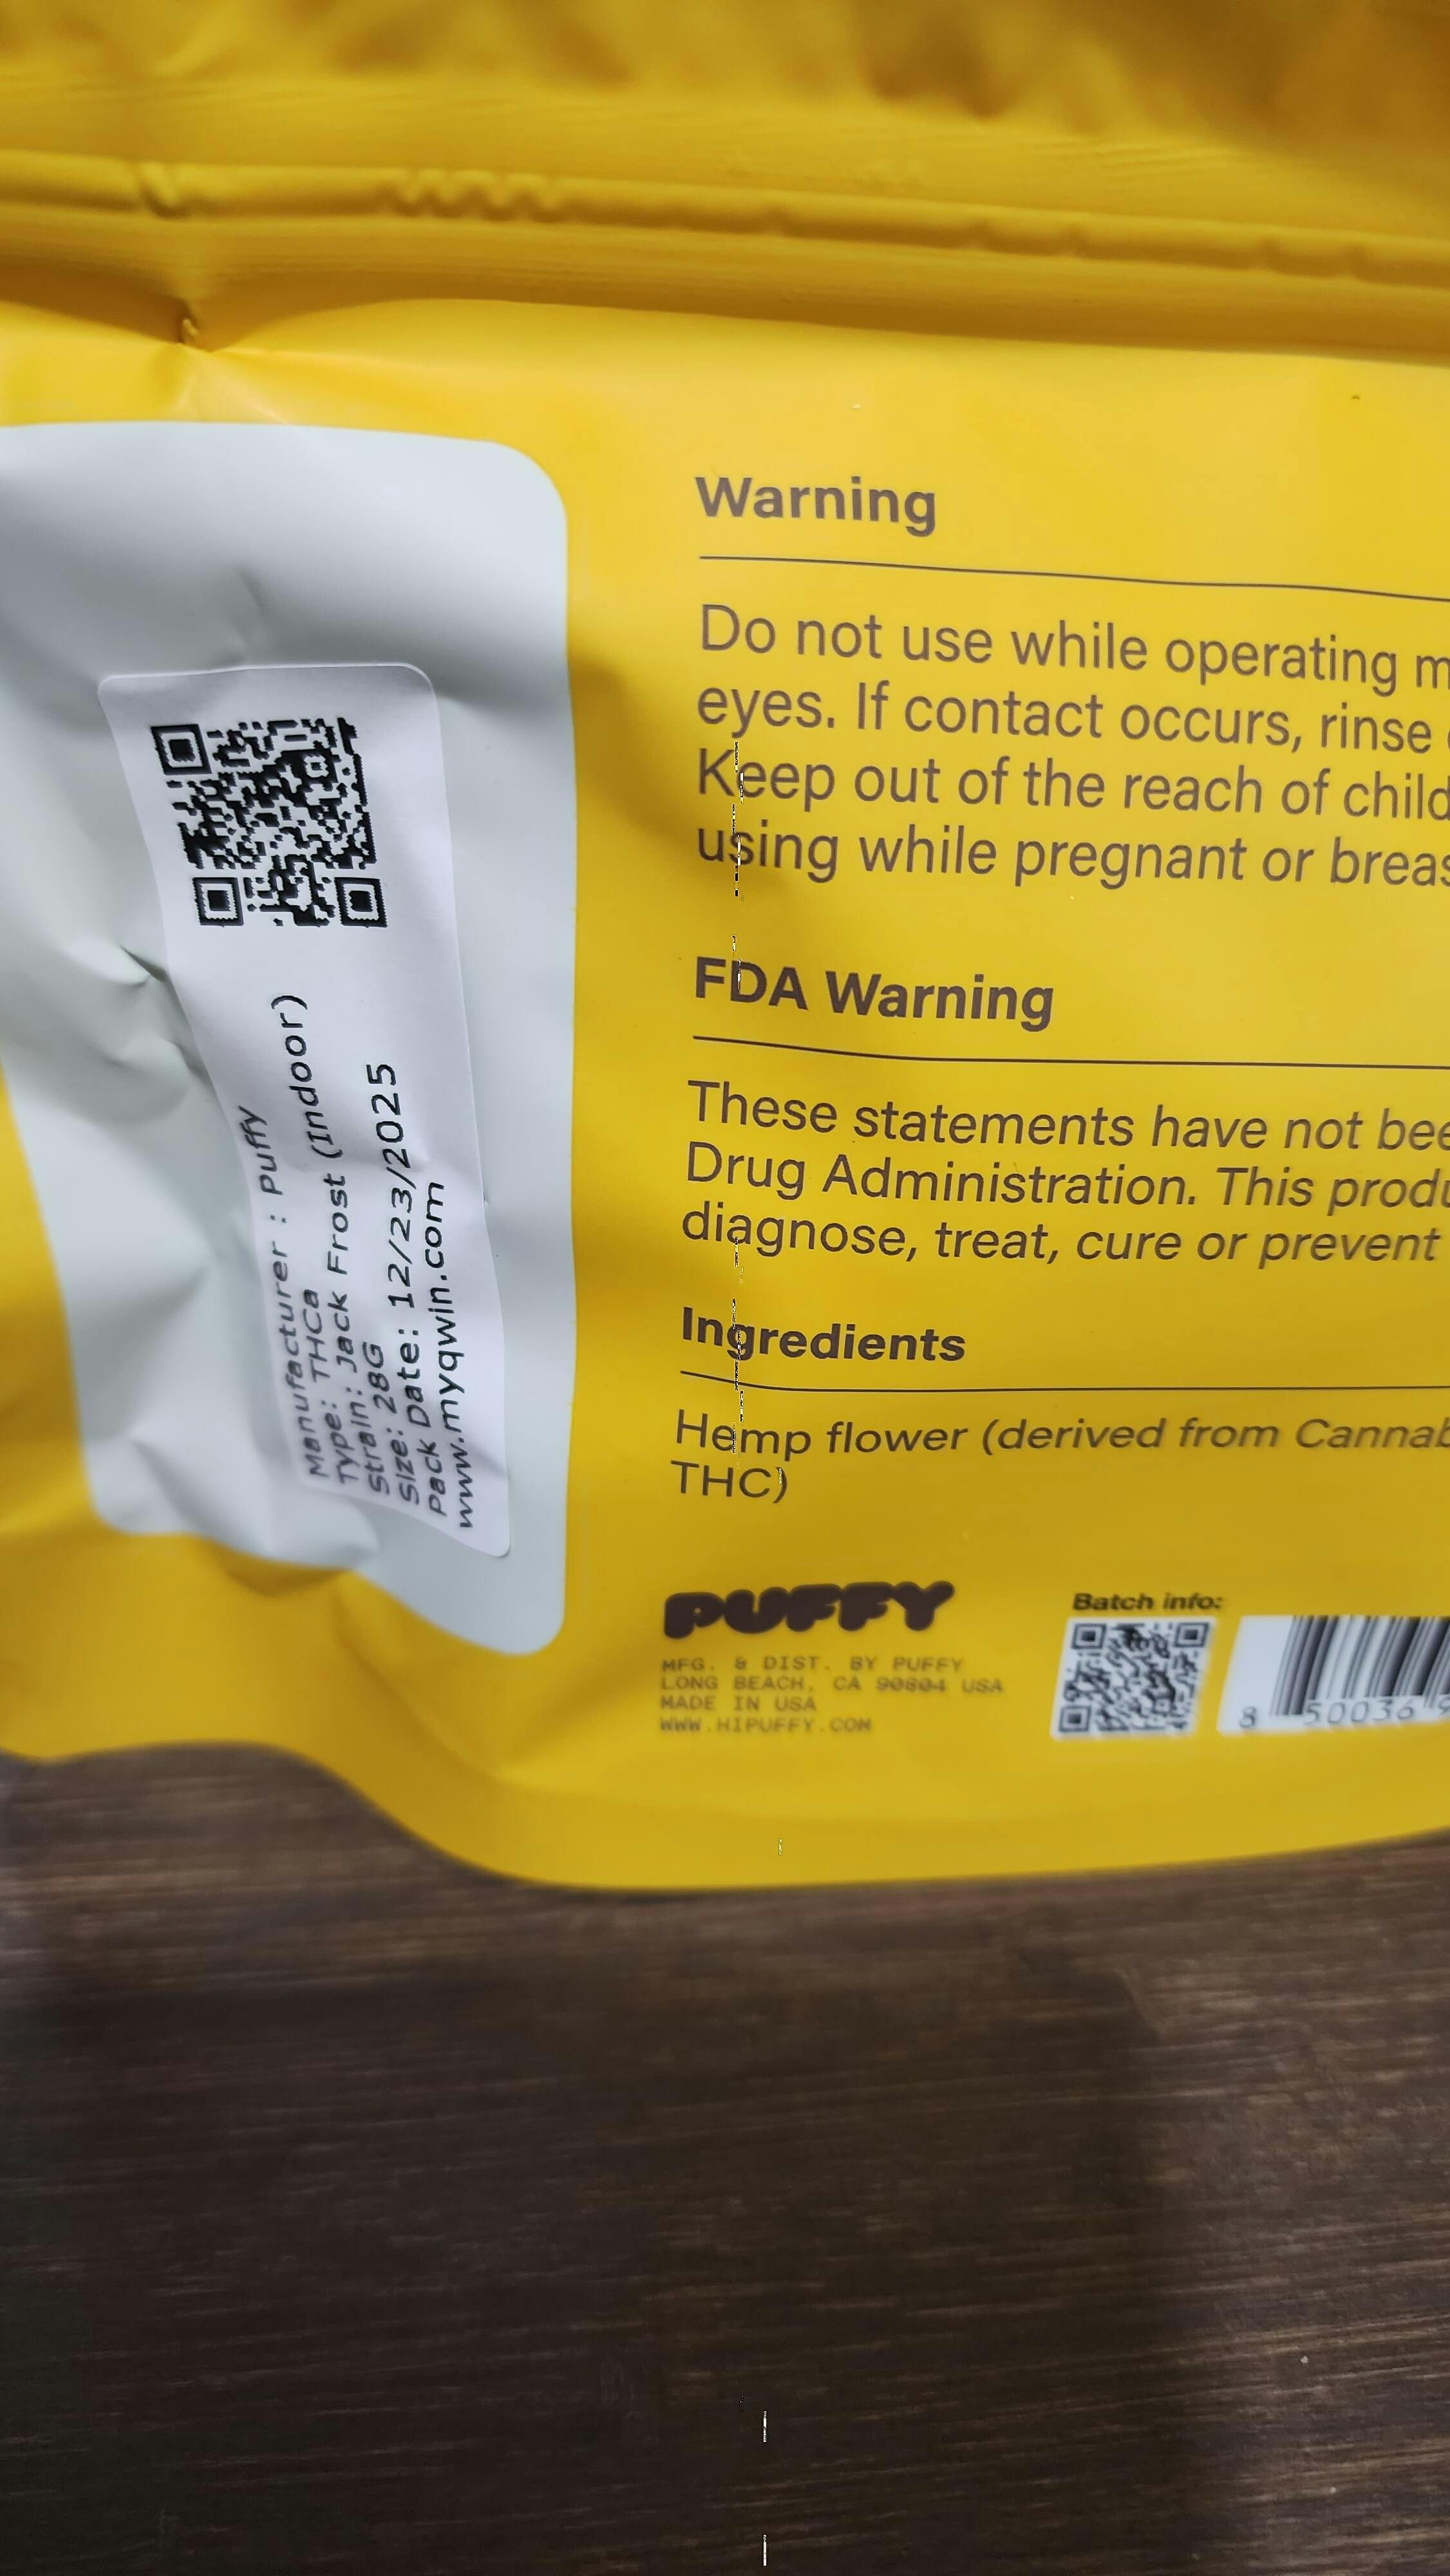 Manufacturer : Puffy
Type: THCa
Strain: Jack Frost (Indoor)
Size: 28G
Pack Date: 12/23/2025
www.myqwin.com
Warning
Do not use while operating m
eyes. If contact occurs, rinse
Keep out of the reach of child
using while pregnant or breas
FDA Warning
These statements have not bee
Drug Administration. This produ
diagnose, treat, cure or prevent
Ingredients
Hemp flower (derived from Cannab
THC)
PUFFY
MFG. & DIST. BY PUFFY
LONG BEACH, CA 90804 USA
MADE IN USA
WWW.HIPUFFY.COM
Batch info:
8 50036 9